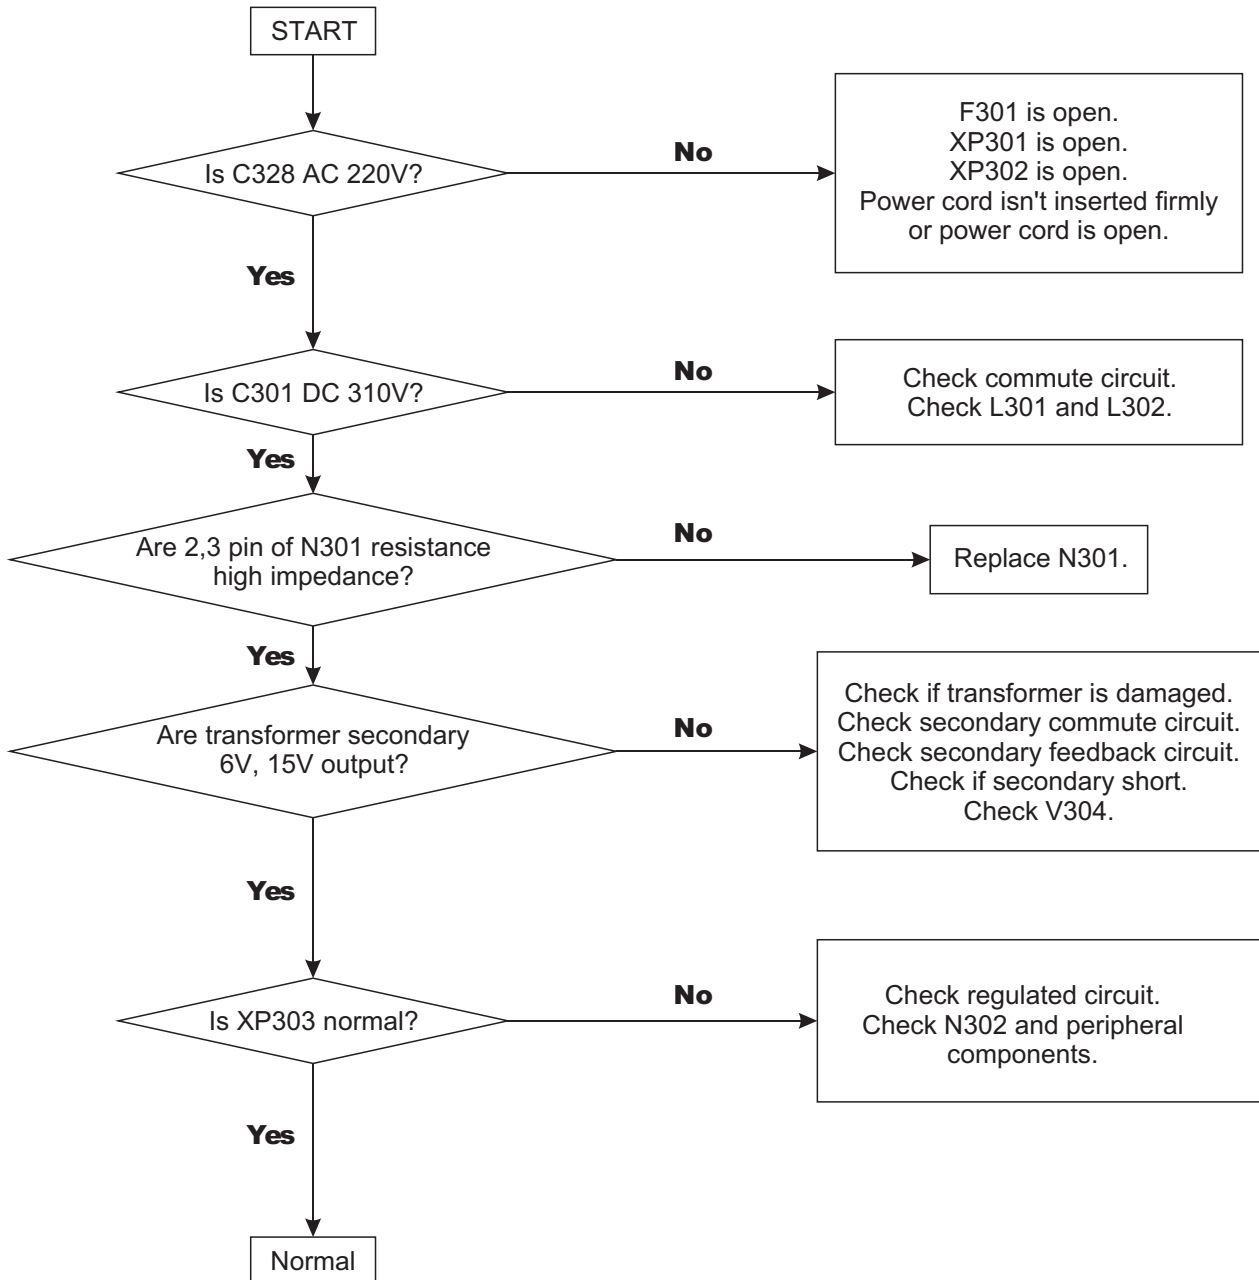 START
Is C328 AC 220V?
No
F301 is open.
XP301 is open.
XP302 is open.
Power cord isn't inserted firmly
or power cord is open.
Yes
Is C301 DC 310V?
No
Check commute circuit.
Check L301 and L302.
Yes
Are 2,3 pin of N301 resistance
high impedance?
No
Replace N301.
Yes
Are transformer secondary
6V, 15V output?
No
Check if transformer is damaged.
Check secondary commute circuit.
Check secondary feedback circuit.
Check if secondary short.
Check V304.
Yes
Is XP303 normal?
No
Check regulated circuit.
Check N302 and peripheral
components.
Yes
Normal